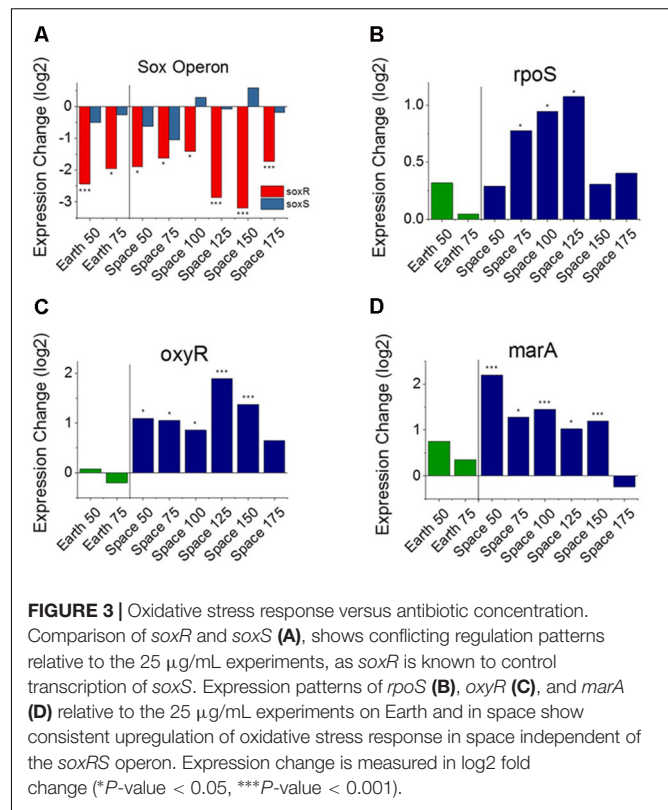 A
Sox Operon
Expression Change (log2)
0
-1
-2
-3
***
*
*
*
*
***
***
***
soxR
soxS
Earth 50
Earth 75
Space 50
Space 75
Space 100
Space 125
Space 150
Space 175
B
rpoS
Expression Change (log2)
1.0
0.5
0.0
*
*
*
Earth 50
Earth 75
Space 50
Space 75
Space 100
Space 125
Space 150
Space 175
C
oxyR
Expression Change (log2)
2
1
0
*
*
*
***
***
Earth 50
Earth 75
Space 50
Space 75
Space 100
Space 125
Space 150
Space 175
D
marA
Expression Change (log2)
2
1
0
***
*
***
*
***
Earth 50
Earth 75
Space 50
Space 75
Space 100
Space 125
Space 150
Space 175
FIGURE 3 | Oxidative stress response versus antibiotic concentration.
Comparison of soxR and soxS (A), shows conflicting regulation patterns
relative to the 25 μg/mL experiments, as soxR is known to control
transcription of soxS. Expression patterns of rpoS (B), oxyR (C), and marA
(D) relative to the 25 μg/mL experiments on Earth and in space show
consistent upregulation of oxidative stress response in space independent of
the soxRS operon. Expression change is measured in log2 fold
change (*P-value < 0.05, ***P-value < 0.001).